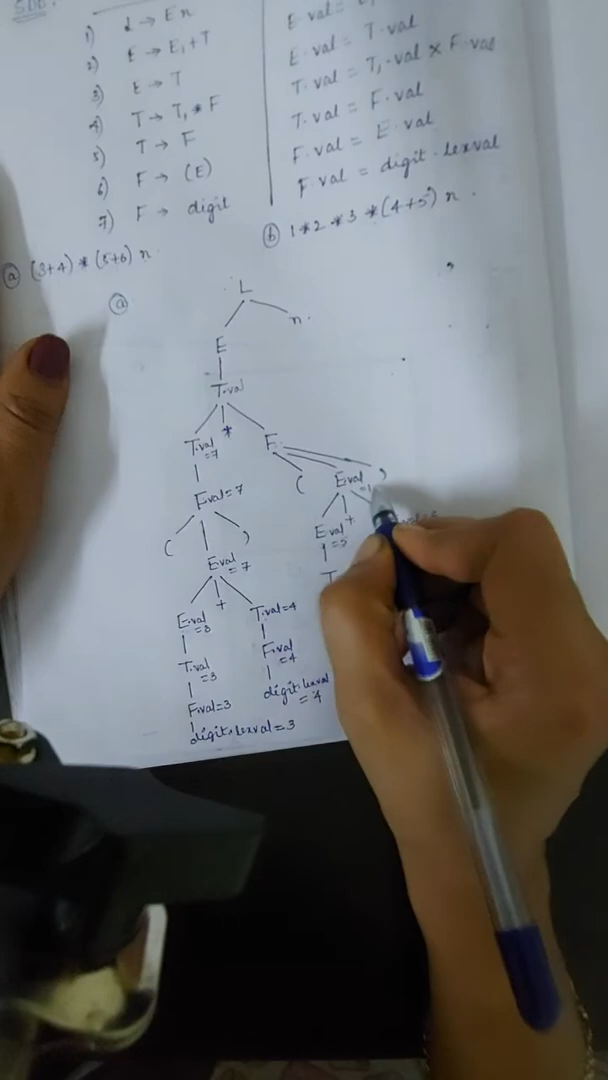 SDD:
1) L → En
2) E → E₁ + T
3) E → T
4) T → T₁ * F
5) T → F
6) F → (E)
7) F → digit
E.val =
E.val = T.val
T.val = T₁.val × F.val
T.val = F.val
F.val = E.val
F.val = digit.lexval
ⓐ (3+4) * (5+6) n.
ⓑ 1 * 2 * 3 * (4+5) n.
ⓐ
L
E n.
T.val
T.val =7 * F.
F.val=7 ( E.val =1 )
( E.val =7 ) E.val =5 +
E.val =3 + T.val=4 T
T.val =3 F.val =4
F.val=3 digit.lexval = 4
digit.lexval = 3